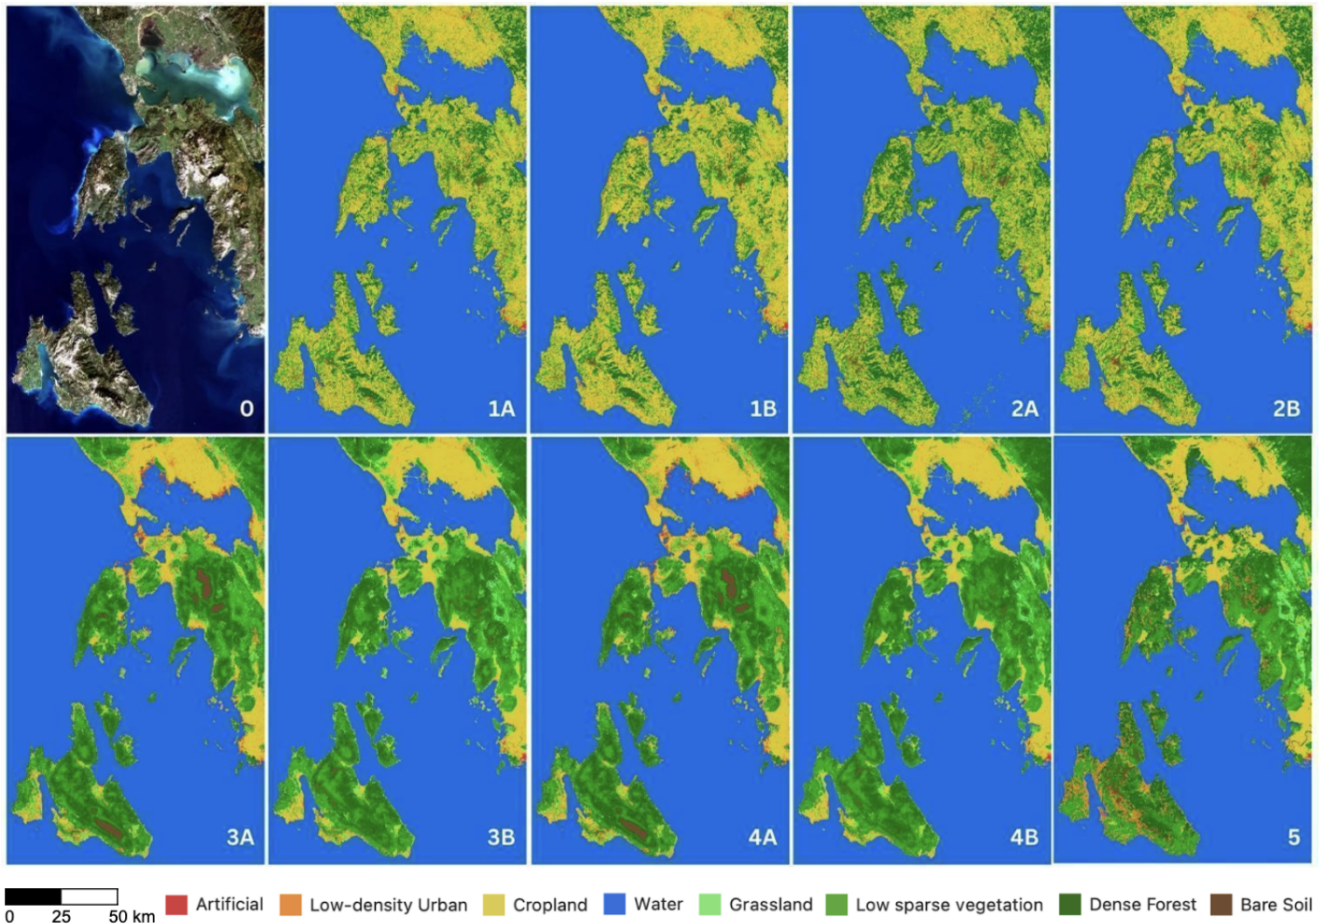 0
1A
1B
2A
2B
3A
3B
4A
4B
5
0 25 50 km
Artificial Low-density Urban Cropland Water Grassland Low sparse vegetation Dense Forest Bare Soil